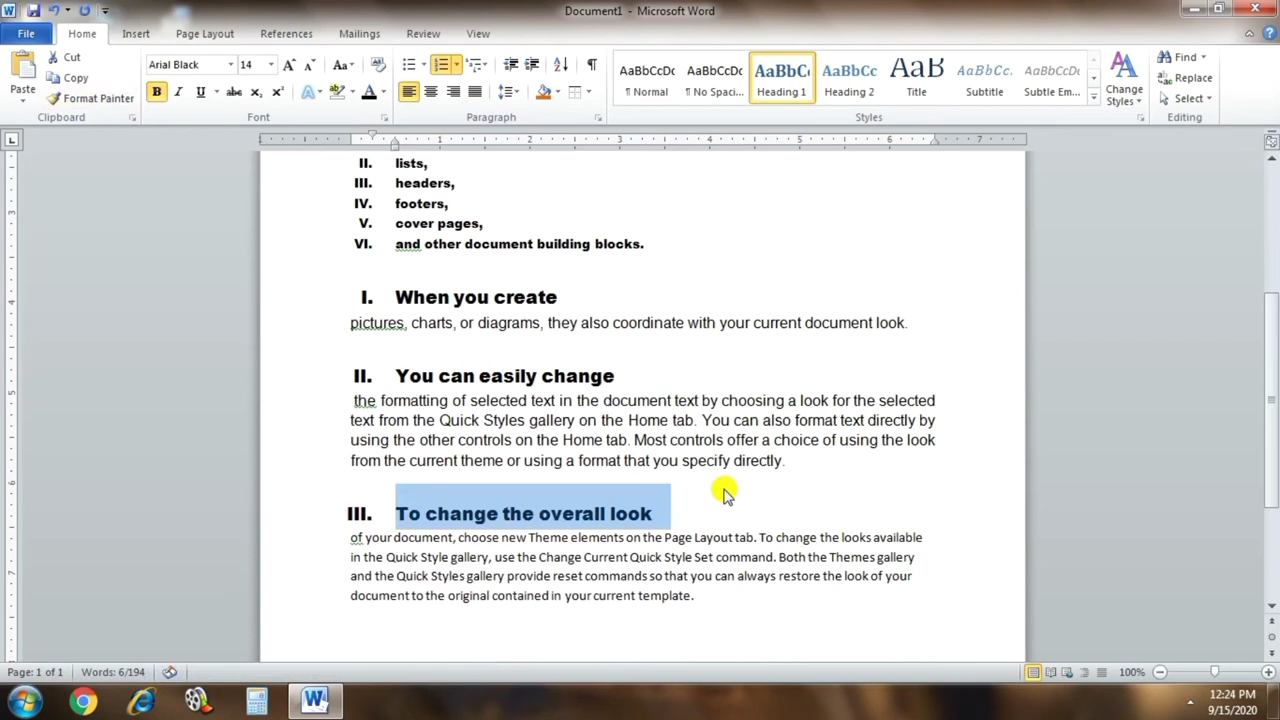 Document1 - Microsoft Word
File Home Insert Page Layout References Mailings Review View
Paste
Cut
Copy
Format Painter
Clipboard
Arial Black 14
Font
Paragraph
AaBbCcDc AaBbCcDc AaBbC AaBbCc AaB AaBbCc. AaBbCcDc
¶ Normal ¶ No Spaci... Heading 1 Heading 2 Title Subtitle Subtle Em...
Change
Styles
Styles
Find
Replace
Select
Editing
1 1 2 3 4 5 6 7
II. lists,
III. headers,
IV. footers,
V. cover pages,
VI. and other document building blocks.
I. When you create
pictures, charts, or diagrams, they also coordinate with your current document look.
II. You can easily change
the formatting of selected text in the document text by choosing a look for the selected
text from the Quick Styles gallery on the Home tab. You can also format text directly by
using the other controls on the Home tab. Most controls offer a choice of using the look
from the current theme or using a format that you specify directly.
III. To change the overall look
of your document, choose new Theme elements on the Page Layout tab. To change the looks available
in the Quick Style gallery, use the Change Current Quick Style Set command. Both the Themes gallery
and the Quick Styles gallery provide reset commands so that you can always restore the look of your
document to the original contained in your current template.
Page: 1 of 1 Words: 6/194 100%
12:24 PM
9/15/2020